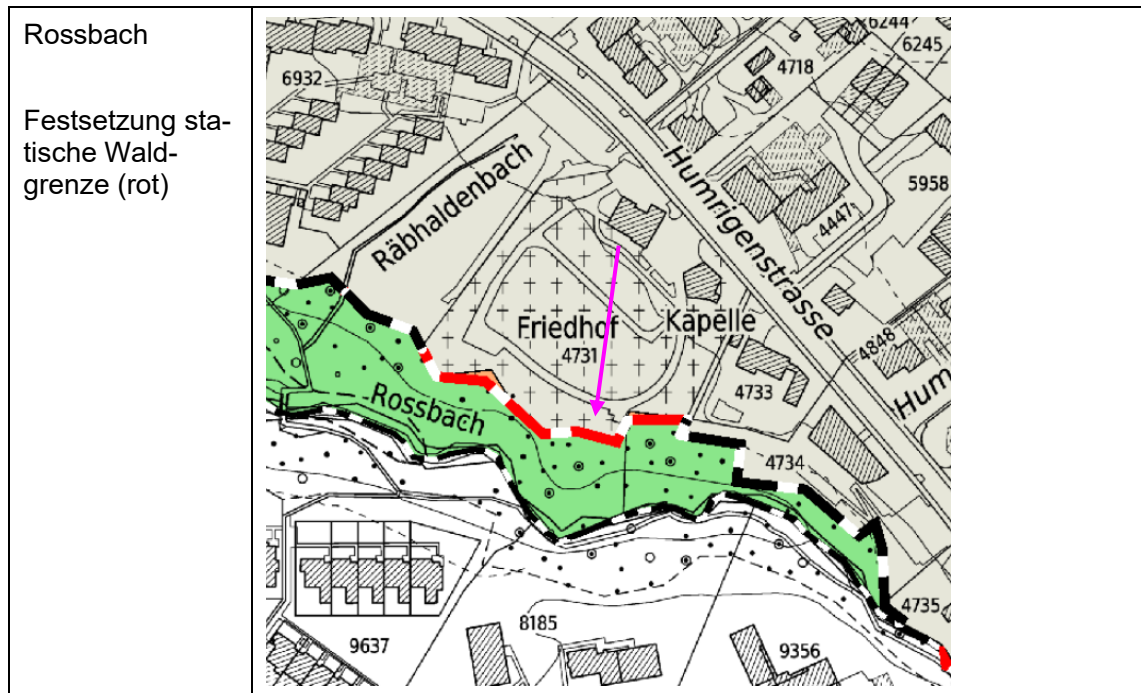 Rossbach
Festsetzung sta-
tische Wald-
grenze (rot)
6244
6245
6932
4718
Räbhaldenbach
Humrigenstrasse
5958
4447
Friedhof
Kapelle
4731
4848
4733
Hum
Rossbach
4734
4735
8185
9637
9356